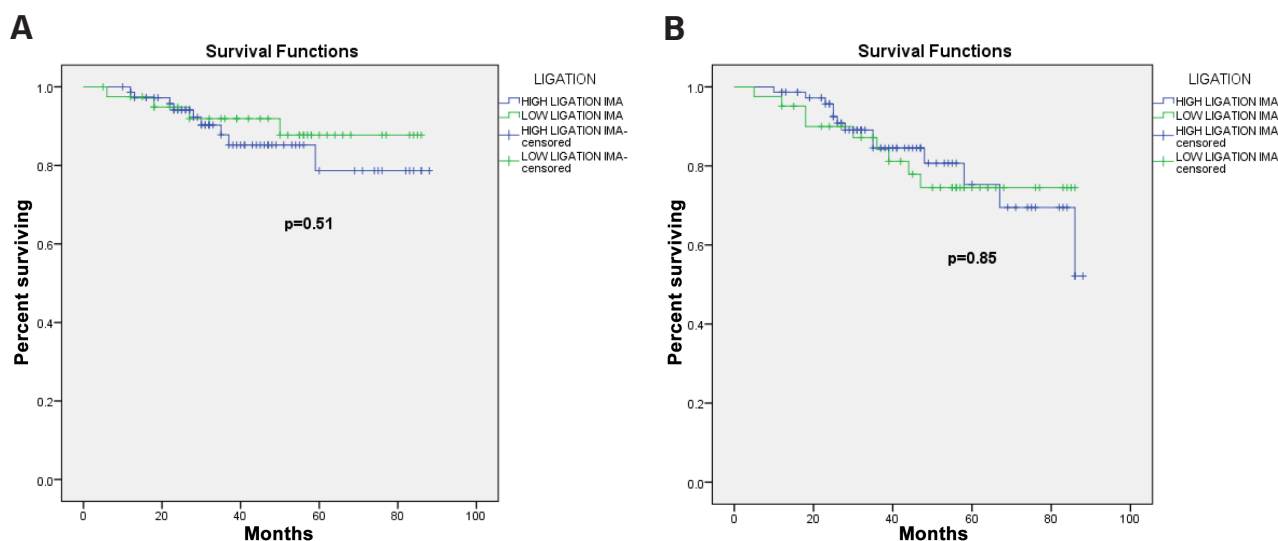 A
Survival Functions
Percent surviving
1.0
0.8
0.6
0.4
0.2
0.0
p=0.51
0 20 40 60 80 100
Months
LIGATION
HIGH LIGATION IMA
LOW LIGATION IMA
HIGH LIGATION IMA-
censored
LOW LIGATION IMA-
censored
B
Survival Functions
Percent surviving
1.0
0.8
0.6
0.4
0.2
0.0
p=0.85
0 20 40 60 80 100
Months
LIGATION
HIGH LIGATION IMA
LOW LIGATION IMA
HIGH LIGATION IMA
censored
LOW LIGATION IMA
censored